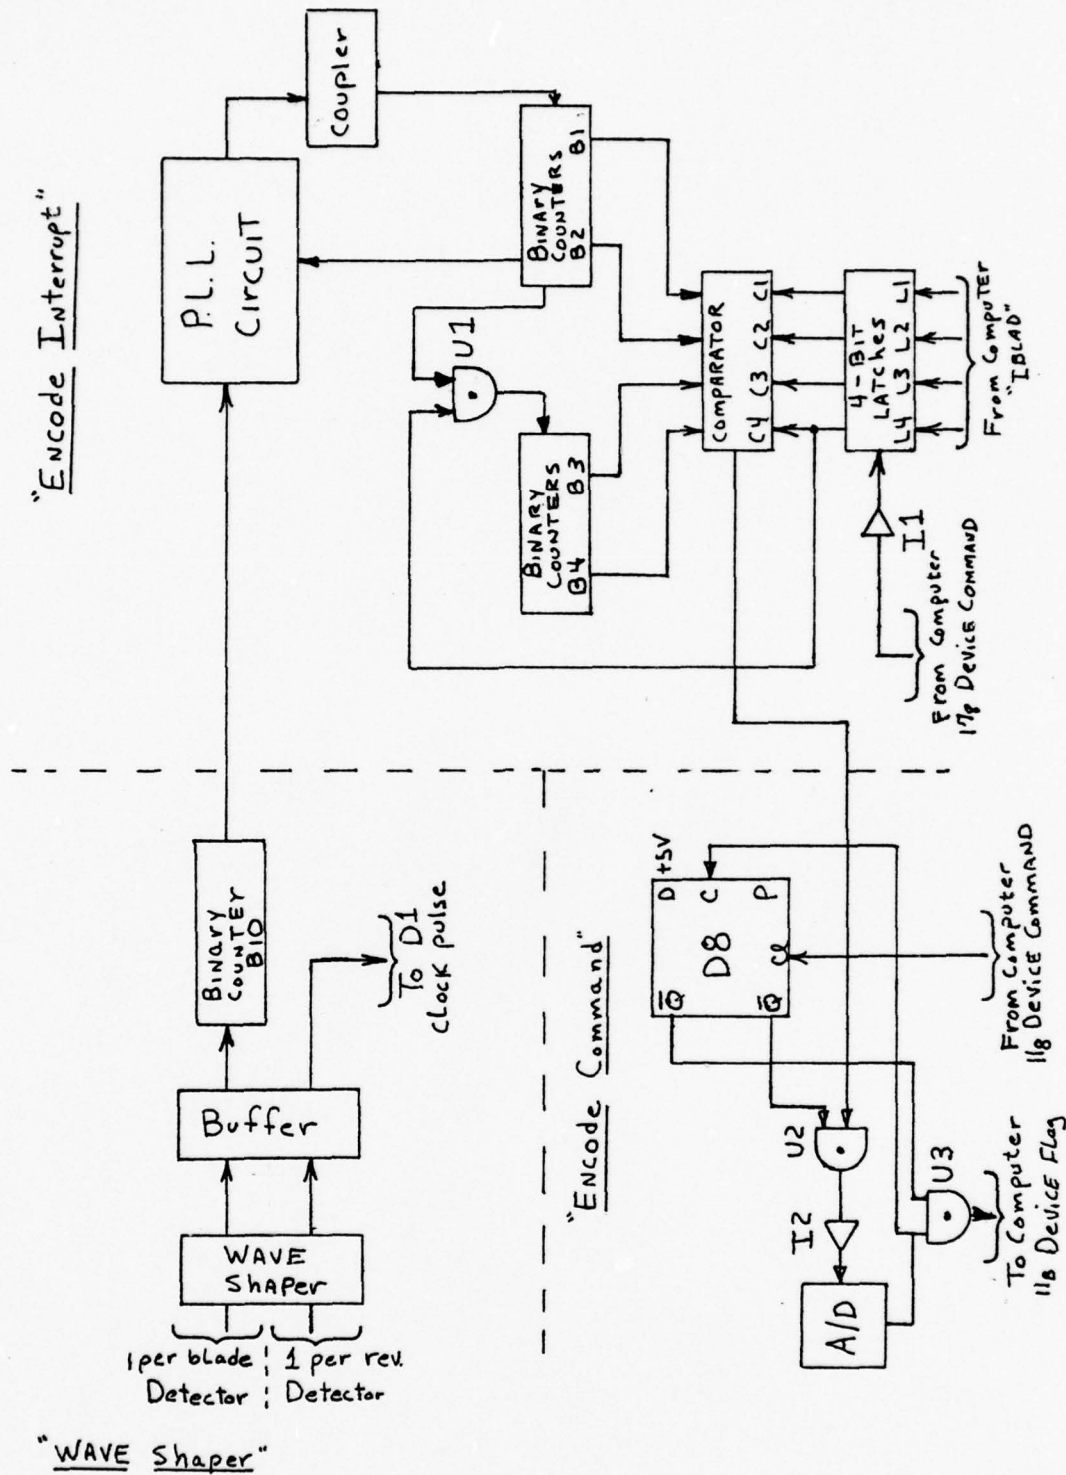 "ENCODE INTERRUPT"
Coupler
P.L.L.
CIRCUIT
BINARY
COUNTERS
B2
B1
U1
BINARY
COUNTERS
B4
B3
COMPARATOR
C4
C3
C2
C1
4-BIT
LATCHES
L4
L3
L2
L1
From Computer
"IBLAD"
I1
From Computer
17₈ Device COMMAND
BINARY
COUNTER
B10
Buffer
To D1
CLOCK pulse
WAVE
ShAPER
1 per blade
Detector
1 per rev.
Detector
"WAVE Shaper"
"ENCODE Command"
D
+5V
C
P
D8
Q̅
Q̅
Cl
From Computer
11₈ Device COMMAND
U2
I2
A/D
U3
To Computer
11₈ Device Flag